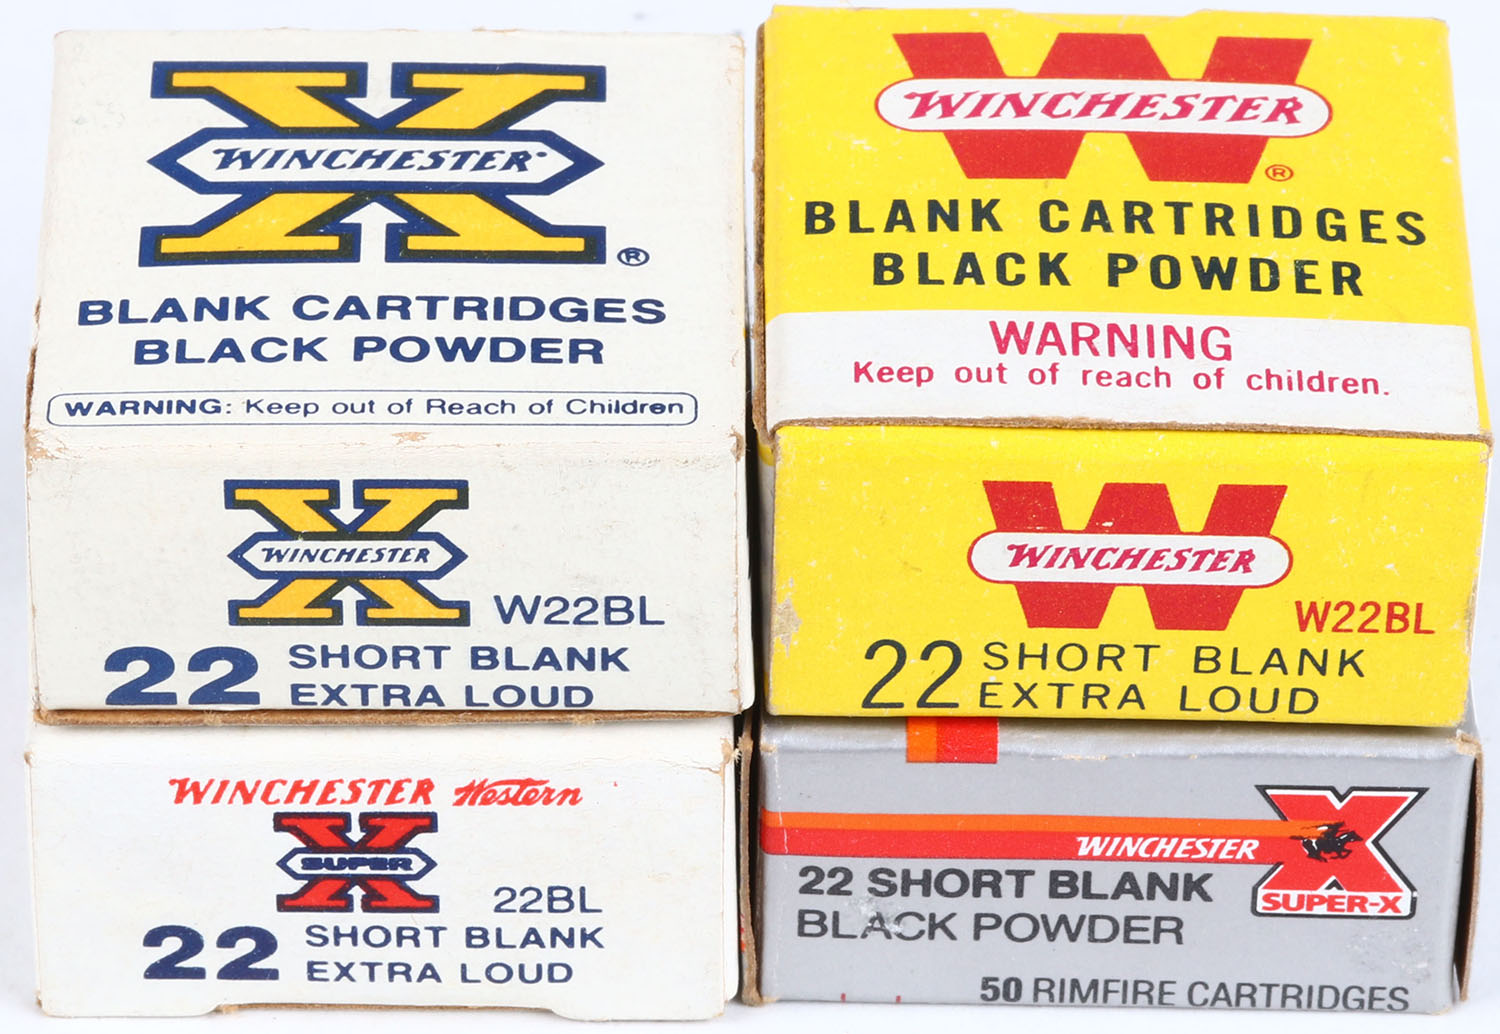 WINCHESTER
®
BLANK CARTRIDGES
BLACK POWDER
WARNING: Keep out of Reach of Children
WINCHESTER
W22BL
22 SHORT BLANK
EXTRA LOUD
WINCHESTER
®
BLANK CARTRIDGES
BLACK POWDER
WARNING
Keep out of reach of children.
WINCHESTER
W22BL
22 SHORT BLANK
EXTRA LOUD
WINCHESTER Western
SUPER
X
22BL
22 SHORT BLANK
EXTRA LOUD
WINCHESTER
X
SUPER-X
22 SHORT BLANK
BLACK POWDER
50 RIMFIRE CARTRIDGES